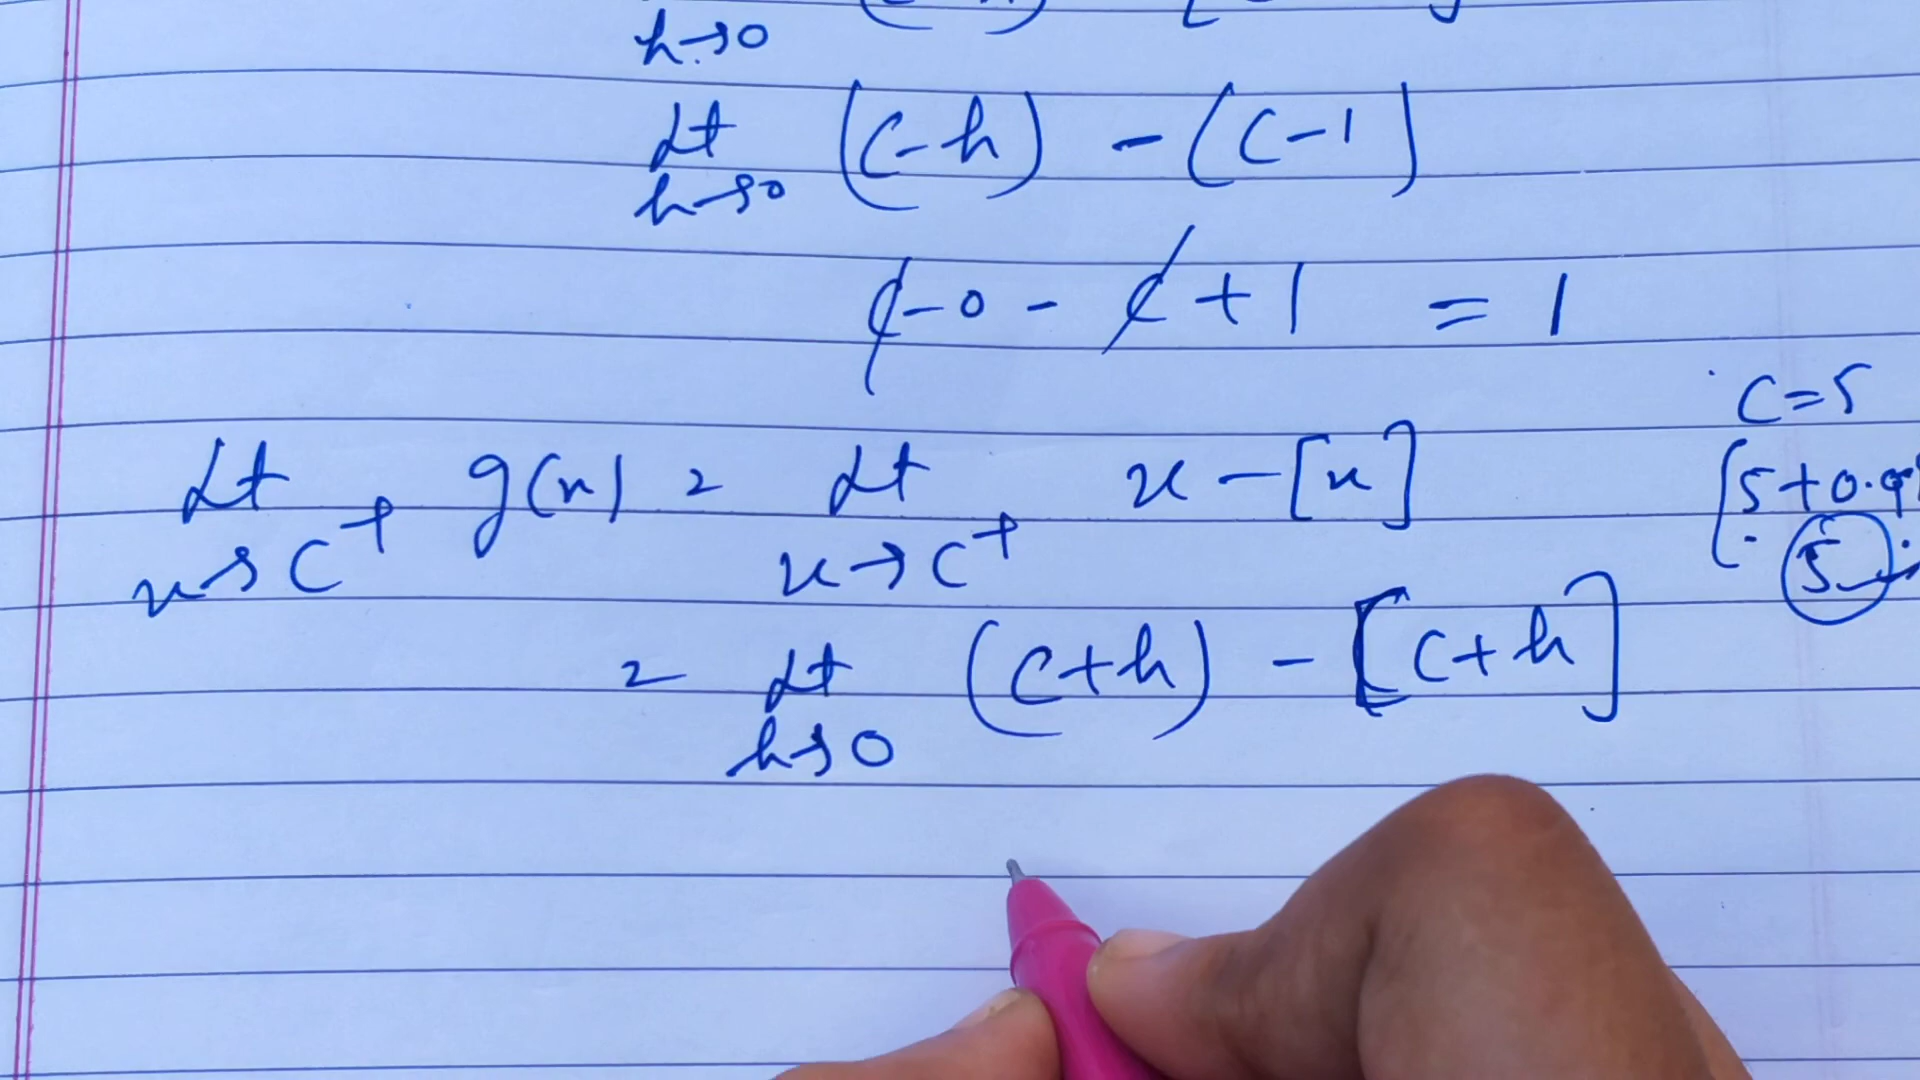 h→0
Lt (c-h) - (c-1)
h→0
c-0 - c+1 = 1
c=5
Lt g(x) = Lt x-[x]
x→c+ x→c+
[5+0.9
5
= Lt (c+h) - [c+h]
h→0